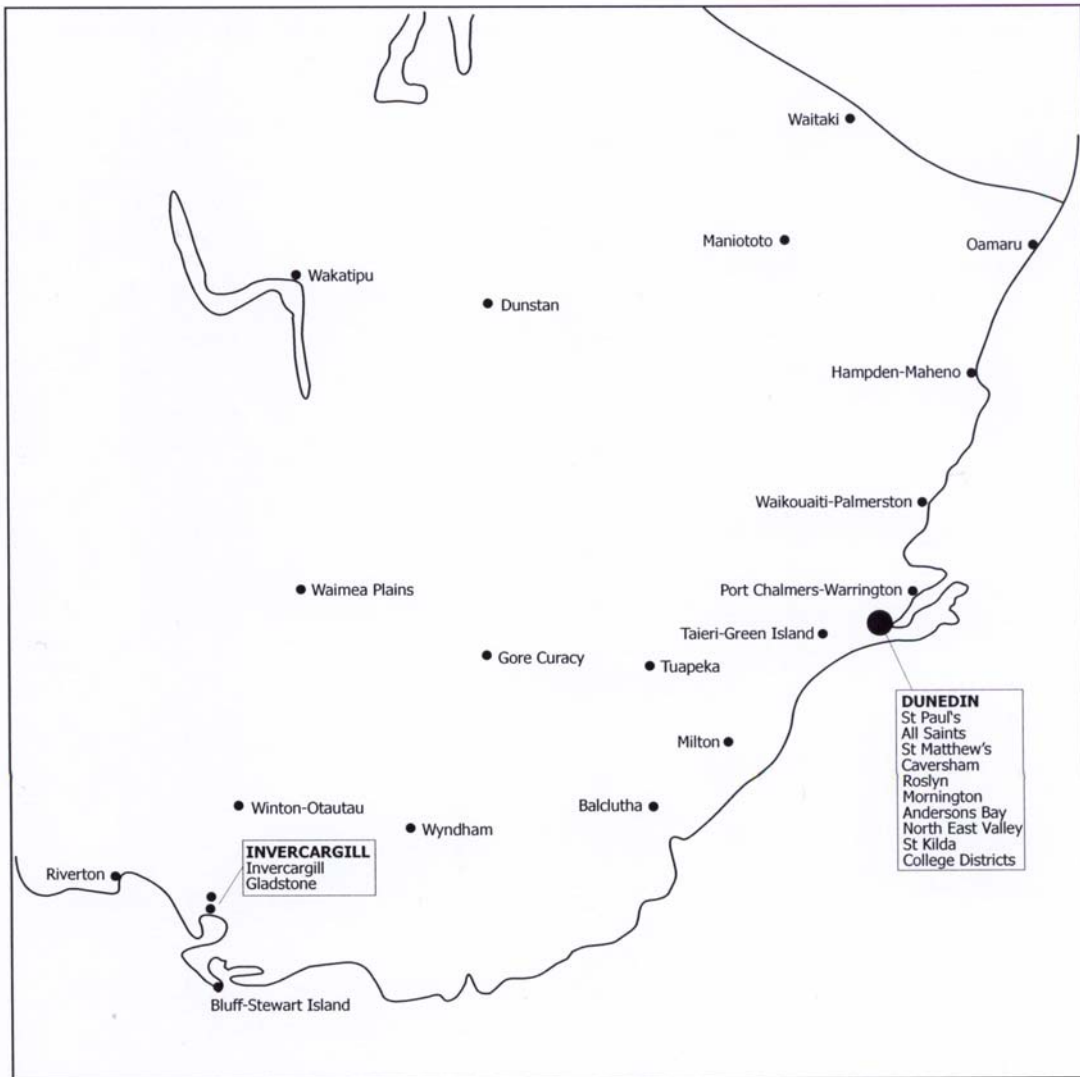 Waitaki
Maniototo
Oamaru
Wakatipu
Dunstan
Hampden-Maheno
Waikouaiti-Palmerston
Waimea Plains
Port Chalmers-Warrington
Taieri-Green Island
Gore Curacy
Tuapeka
DUNEDIN
St Paul's
All Saints
St Matthew's
Caversham
Roslyn
Mornington
Andersons Bay
North East Valley
St Kilda
College Districts
Milton
Winton-Otautau
Balclutha
Wyndham
INVERCARGILL
Invercargill
Gladstone
Riverton
Bluff-Stewart Island